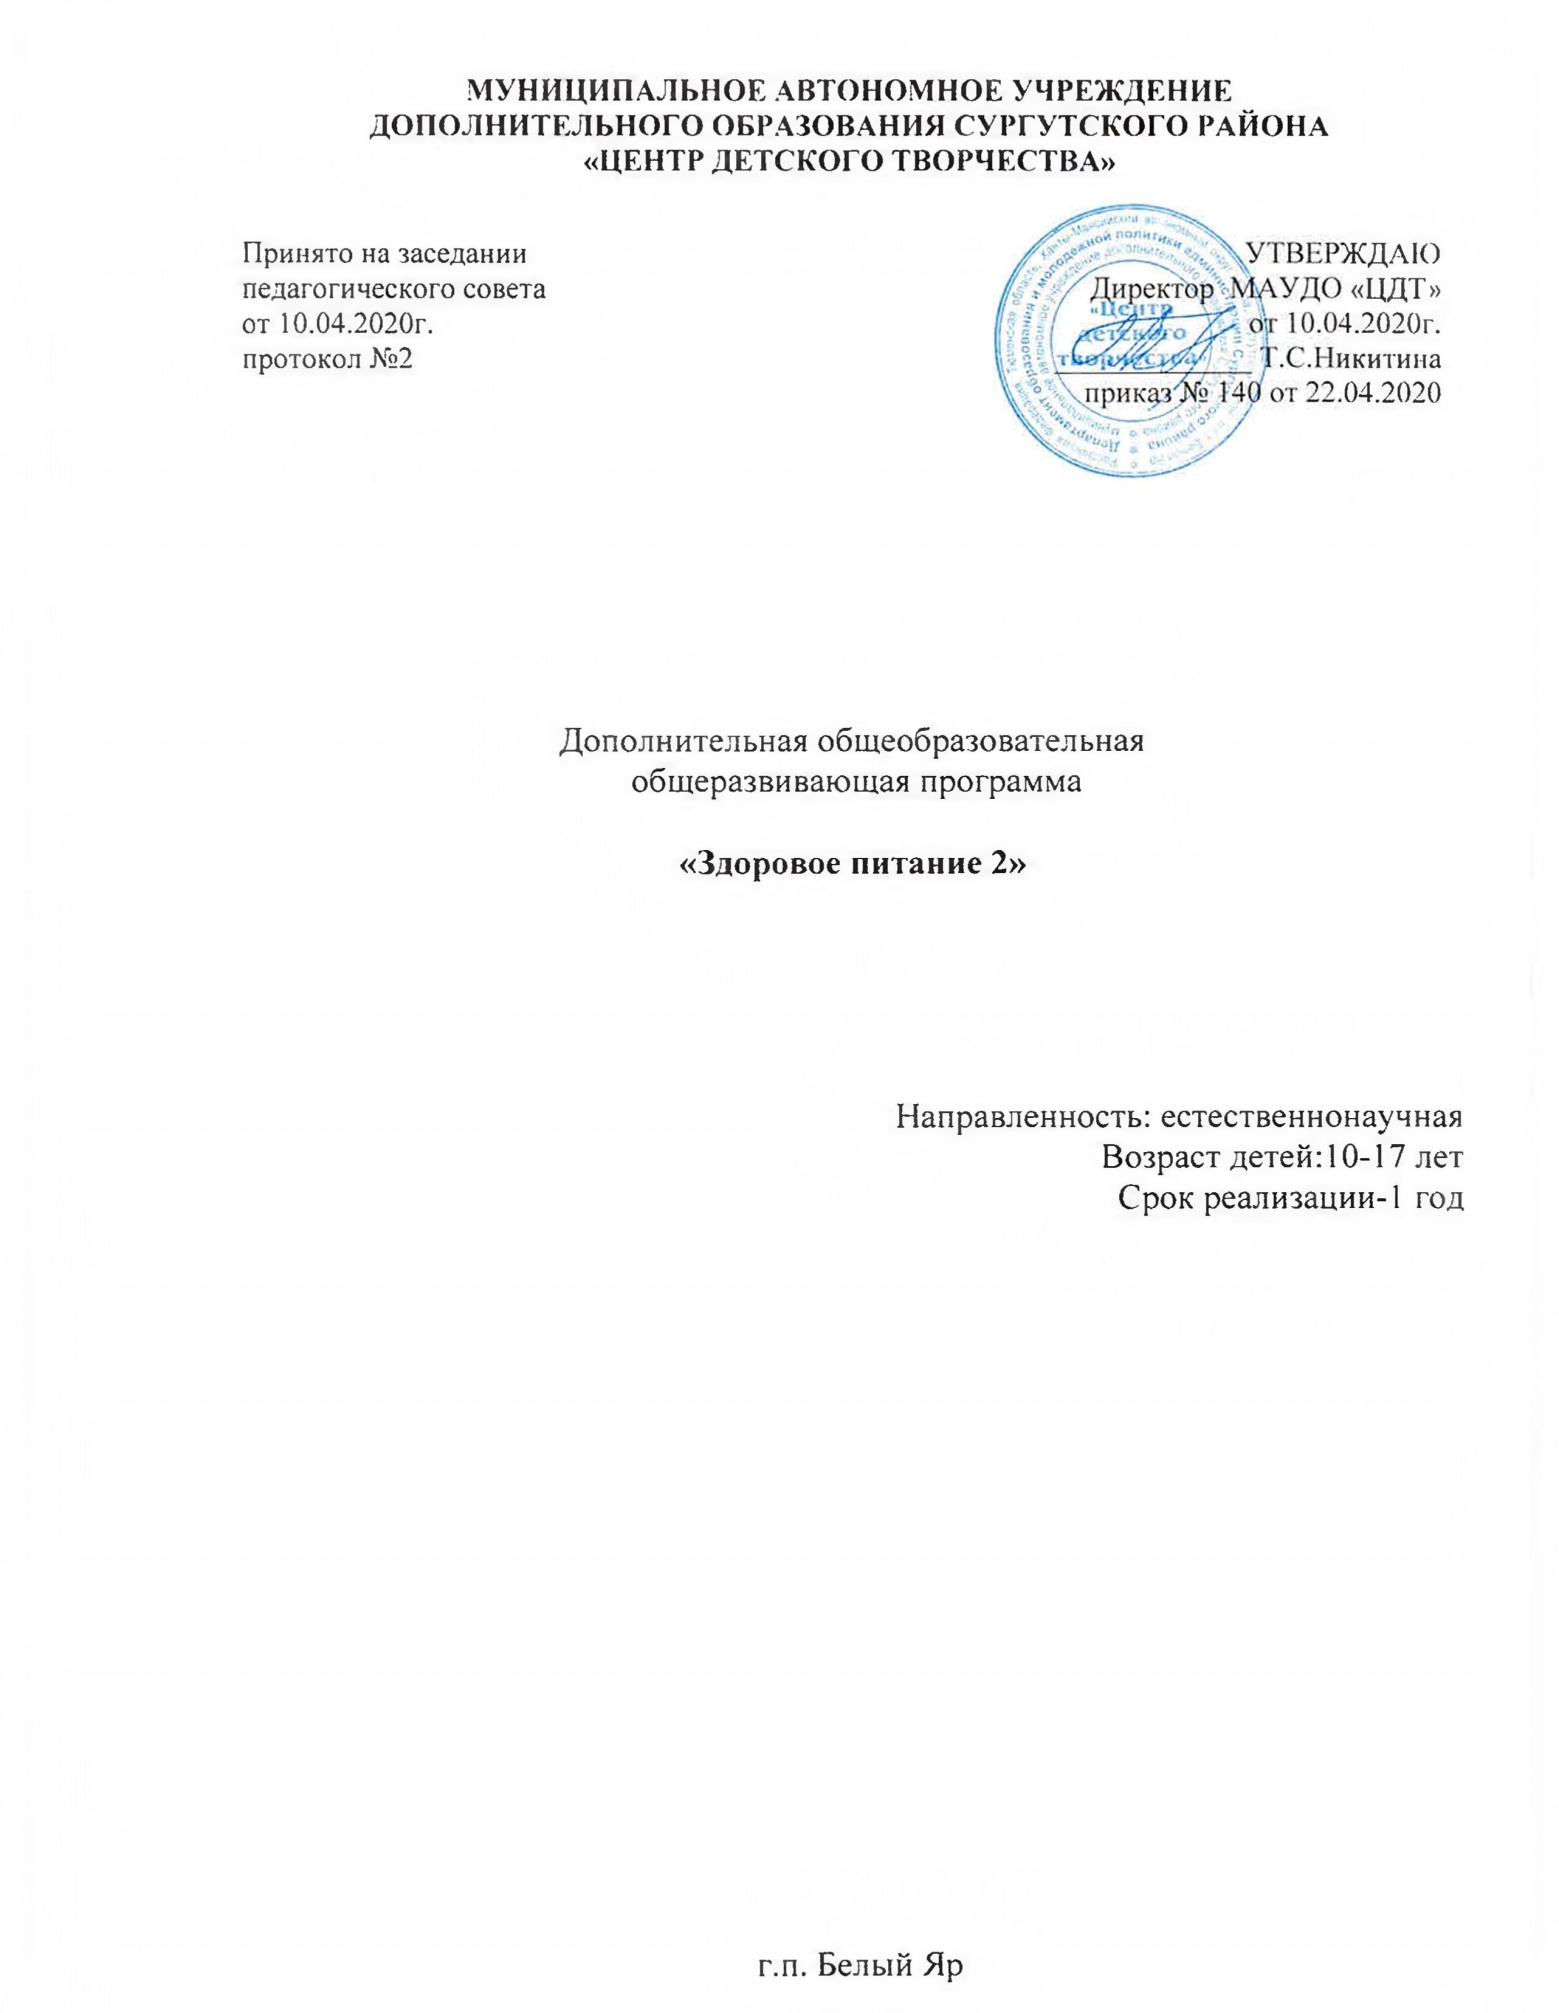 МУНИЦИПАЛЬНОЕ АВТОНОМНОЕ УЧРЕЖДЕНИЕ
ДОПОЛНИТЕЛЬНОГО ОБРАЗОВАНИЯ СУРГУТСКОГО РАЙОНА
«ЦЕНТР ДЕТСКОГО ТВОРЧЕСТВА»
Принято на заседании
педагогического совета
от 10.04.2020г.
протокол №2
УТВЕРЖДАЮ
Директор МАУДО «ЦДТ»
от 10.04.2020г.
Т.С.Никитина
приказ № 140 от 22.04.2020
«Центр
детского
творчества»
Дополнительная общеобразовательная
общеразвивающая программа
«Здоровое питание 2»
Направленность: естественнонаучная
Возраст детей:10-17 лет
Срок реализации-1 год
г.п. Белый Яр